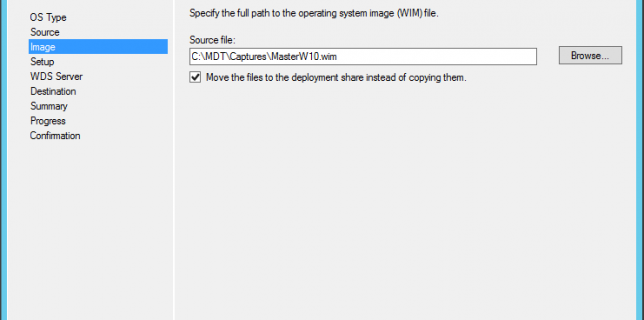 OS Type
Source
Image
Setup
WDS Server
Destination
Summary
Progress
Confirmation
Specify the full path to the operating system image (WIM) file.
Source file:
C:\MDT\Captures\MasterW10.wim
Browse...
Move the files to the deployment share instead of copying them.